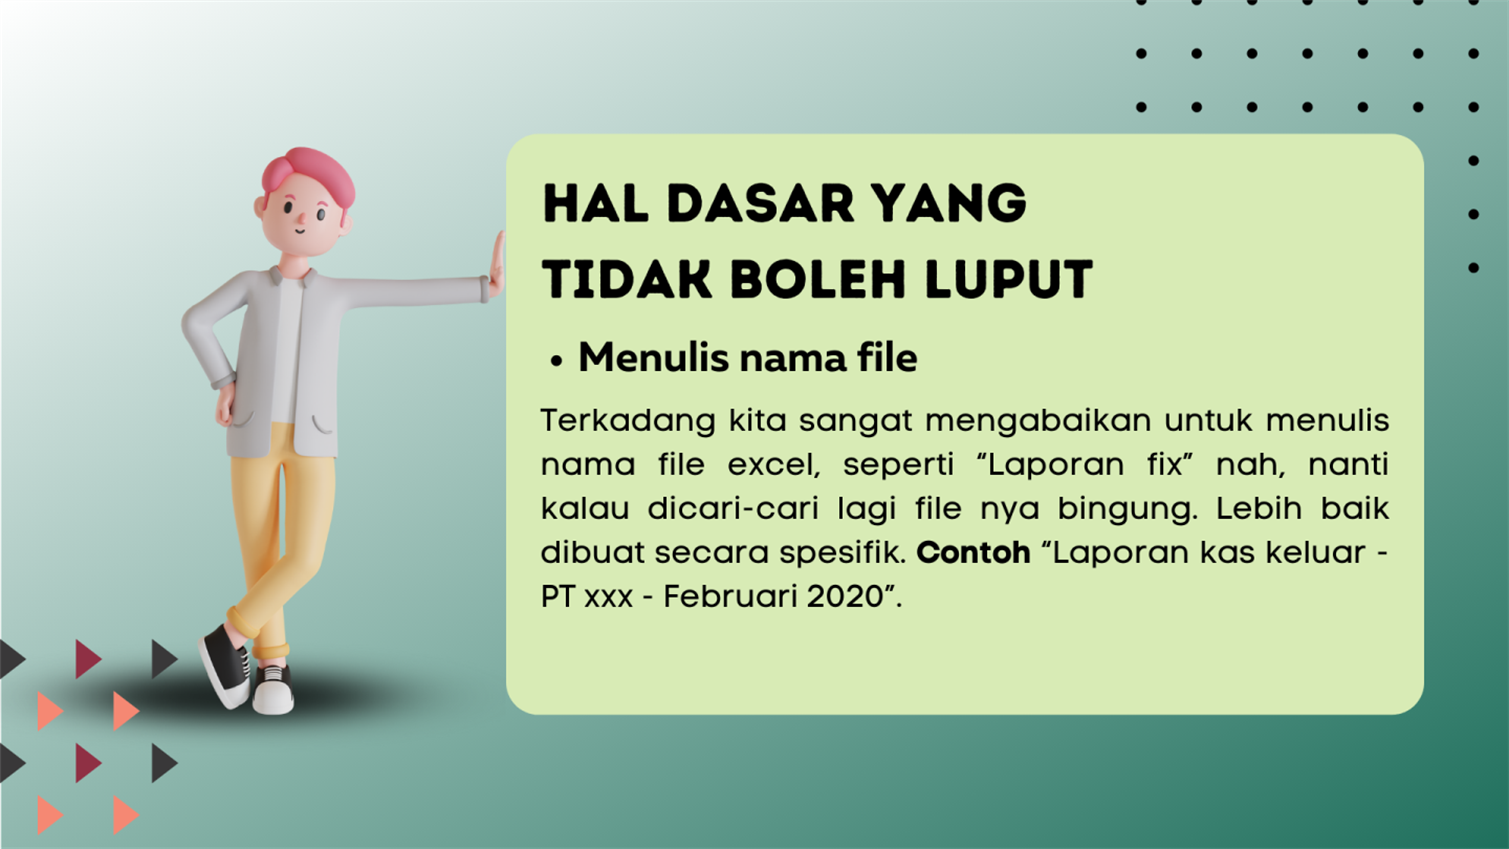 HAL DASAR YANG
TIDAK BOLEH LUPUT
• Menulis nama file
Terkadang kita sangat mengabaikan untuk menulis
nama file excel, seperti “Laporan fix” nah, nanti
kalau dicari-cari lagi file nya bingung. Lebih baik
dibuat secara spesifik. Contoh “Laporan kas keluar -
PT xxx - Februari 2020”.